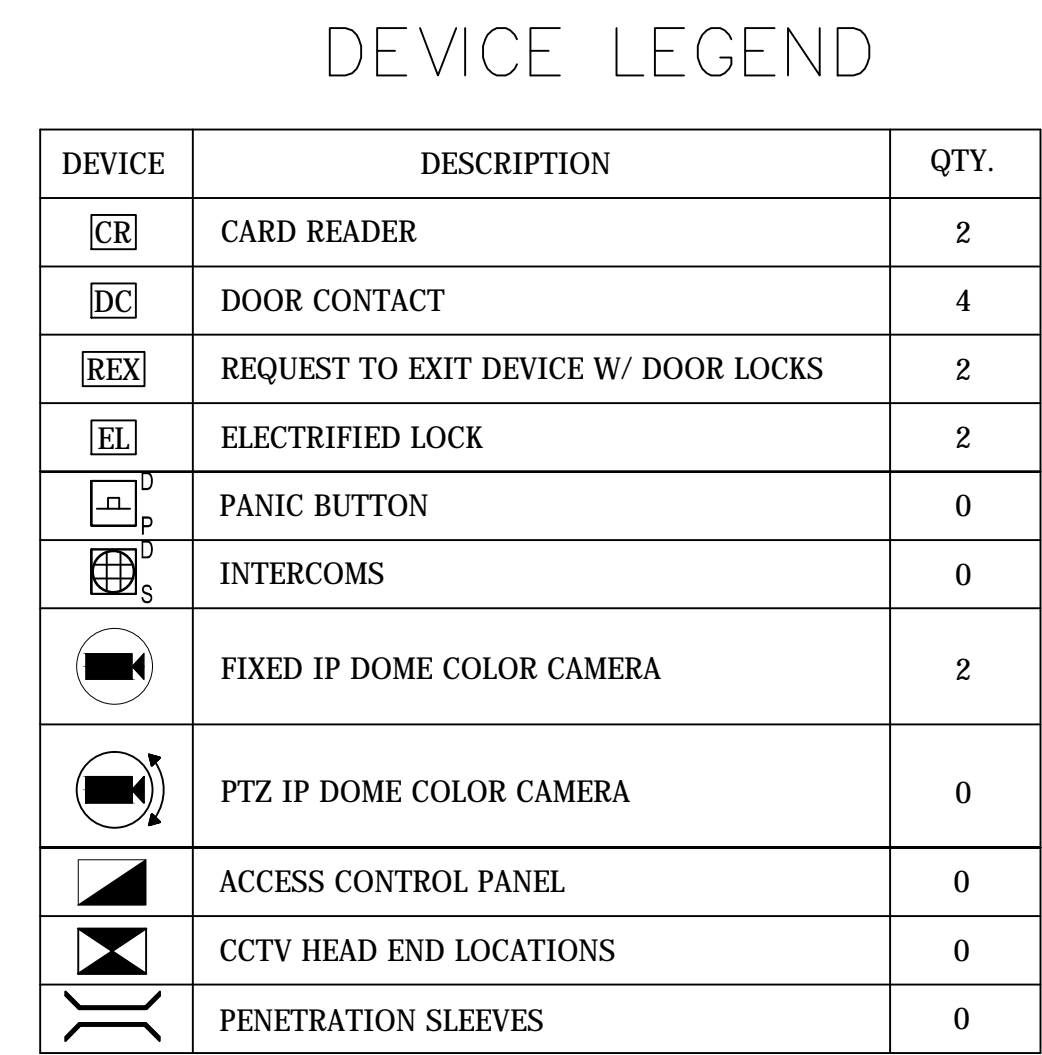 DEVICE LEGEND
DEVICE DESCRIPTION QTY.
CR CARD READER 2
DC DOOR CONTACT 4
REX REQUEST TO EXIT DEVICE W/ DOOR LOCKS 2
EL ELECTRIFIED LOCK 2
D P PANIC BUTTON 0
D S INTERCOMS 0
FIXED IP DOME COLOR CAMERA 2
PTZ IP DOME COLOR CAMERA 0
ACCESS CONTROL PANEL 0
CCTV HEAD END LOCATIONS 0
PENETRATION SLEEVES 0